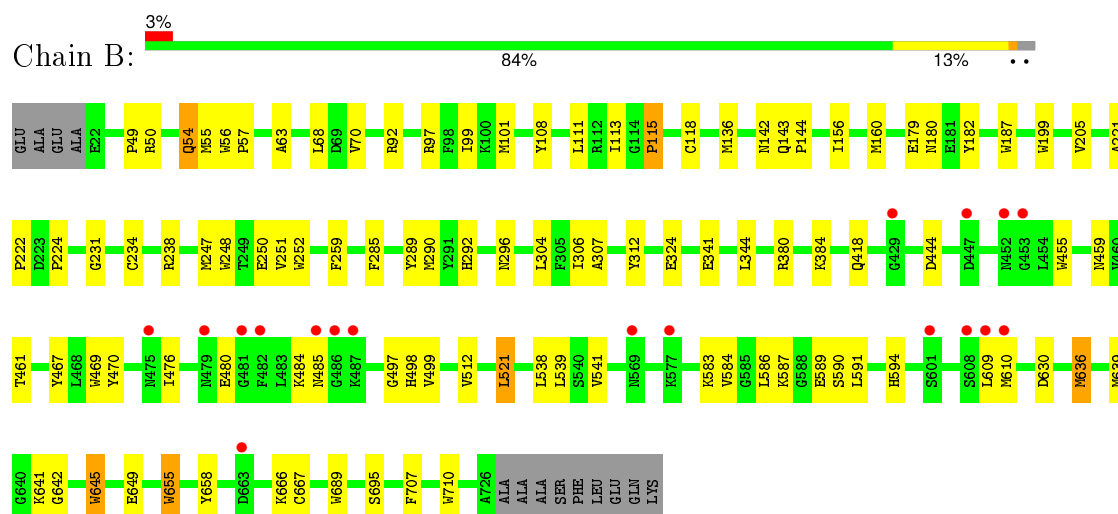 3%
Chain B:
84% 13% • •
GLU ALA GLU ALA E22 P49 R50 Q54 M55 W56 P57 A63 L68 D69 V70 R92 R97 F98 I99 K100 M101 Y108 L111 R112 I113 G114 P115 C118 M136 N142 Q143 P144 I156 M160 E179 N180 E181 Y182 W187 W199 V205 A221
P222 D223 P224 G231 C234 R238 M247 W248 T249 E250 V251 W252 F259 F285 Y289 M290 Y291 H292 N296 L304 F305 I306 A307 Y312 E324 E341 L344 R380 K384 Q418 G429 D444 D447 N452 G453 L454 W455 N459 V460
T461 Y467 L468 W469 Y470 N475 I476 N479 E480 G481 F482 L483 K484 N485 G486 K487 G497 H498 V499 V512 L521 L538 L539 S540 V541 N569 K577 K583 V584 G585 L586 K587 G588 E589 S590 L591 H594 S601 S608 L609 M610 D630 M636 M639
G640 K641 G642 W645 E649 W655 Y658 D663 K666 C667 W689 S695 F707 W710 A726 ALA ALA ALA SER PHE LEU GLU GLN LYS